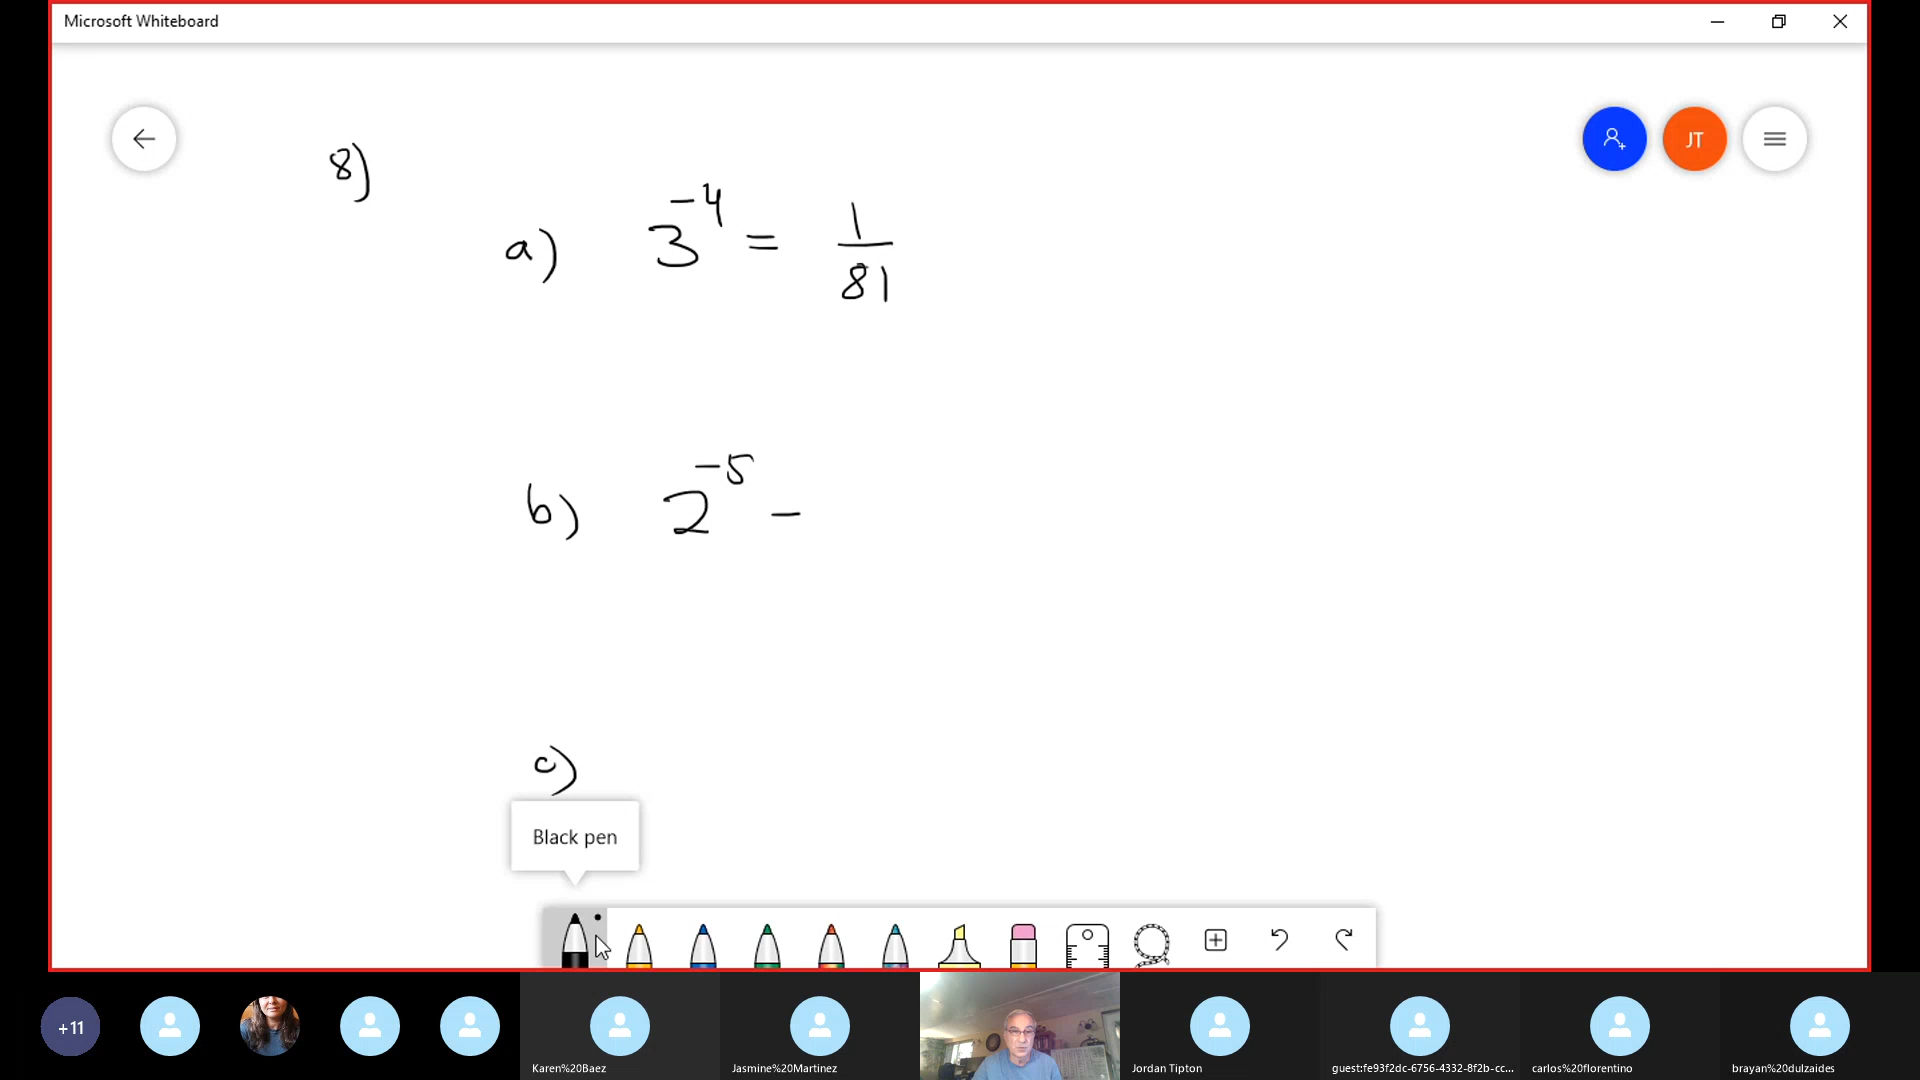 Microsoft Whiteboard
JT
8)
a) 3^-4 = 1/81
b) 2^-5 -
c)
Black pen
+11
Karen%20Baez
Jasmine%20Martinez
Jordan Tipton
guest:fe93f2dc-6756-4332-8f2b-cc...
carlos%20florentino
brayan%20dulzaides